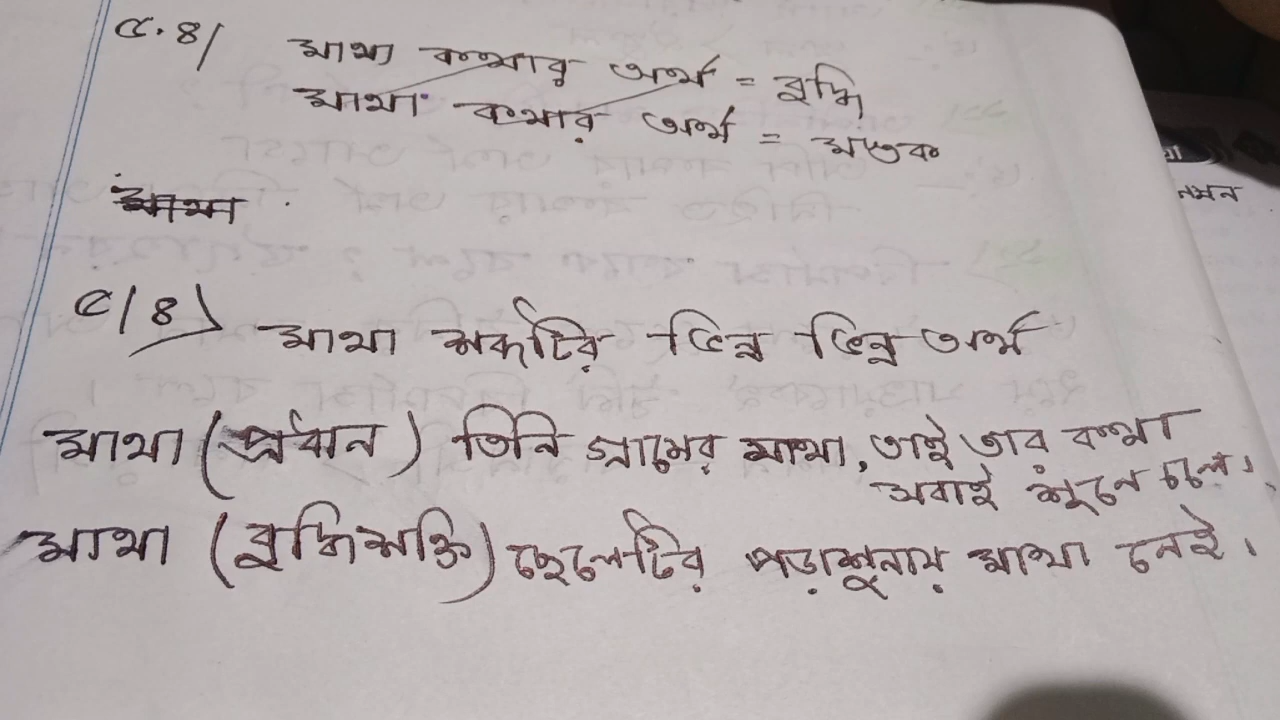 ৫.৪/ মাথা কথার অর্থ = বুদ্ধি
মাথা কথার অর্থ = মস্তক
মাথা
৫/৪) মাথা শব্দটির ভিন্ন ভিন্ন অর্থ
মাথা (প্রধান) তিনি গ্রামের মাথা, তাই তার কথা
সবাই শুনে চলে।
মাথা (বুদ্ধিশক্তি) ছেলেটির পড়াশুনায় মাথা নেই।
নমন